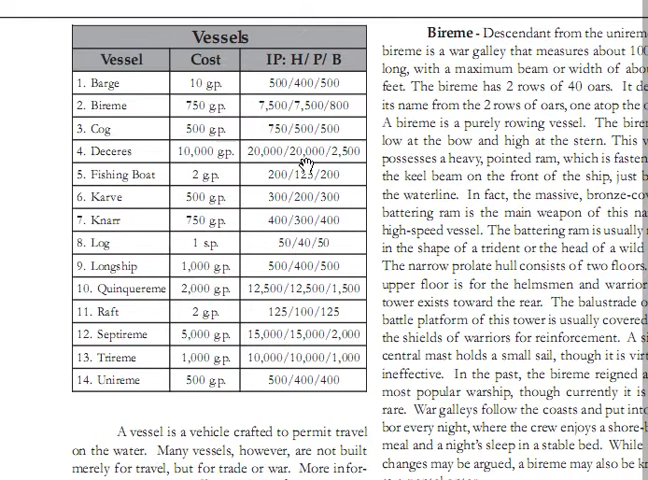 Vessels
Vessel Cost IP: H/ P/ B
1. Barge 10 g.p. 500/400/500
2. Bireme 750 g.p. 7,500/7,500/800
3. Cog 500 g.p. 750/500/500
4. Deceres 10,000 g.p. 20,000/20,000/2,500
5. Fishing Boat 2 g.p. 200/125/200
6. Karve 500 g.p. 300/200/300
7. Knarr 750 g.p. 400/300/400
8. Log 1 s.p. 50/40/50
9. Longship 1,000 g.p. 500/400/500
10. Quinquereme 2,000 g.p. 12,500/12,500/1,500
11. Raft 2 g.p. 125/100/125
12. Septireme 5,000 g.p. 15,000/15,000/2,000
13. Trireme 1,000 g.p. 10,000/10,000/1,000
14. Unireme 500 g.p. 500/400/400
A vessel is a vehicle crafted to permit travel
on the water. Many vessels, however, are not built
merely for travel, but for trade or war. More infor-
Bireme - Descendant from the unirem
bireme is a war galley that measures about 10
long, with a maximum beam or width of abo
feet. The bireme has 2 rows of 40 oars. It de
its name from the 2 rows of oars, one atop the
A bireme is a purely rowing vessel. The bire
low at the bow and high at the stern. This v
possesses a heavy, pointed ram, which is fasten
the keel beam on the front of the ship, just b
the waterline. In fact, the massive, bronze-cov
battering ram is the main weapon of this na
high-speed vessel. The battering ram is usually
in the shape of a trident or the head of a wild
The narrow prolate hull consists of two floors.
upper floor is for the helmsmen and warrior
tower exists toward the rear. The balustrade o
battle platform of this tower is usually covered
the shields of warriors for reinforcement. A si
central mast holds a small sail, though it is virt
ineffective. In the past, the bireme reigned a
most popular warship, though currently it is
rare. War galleys follow the coasts and put into
bor every night, where the crew enjoys a shore-
meal and a night's sleep in a stable bed. While
changes may be argued, a bireme may also be kn